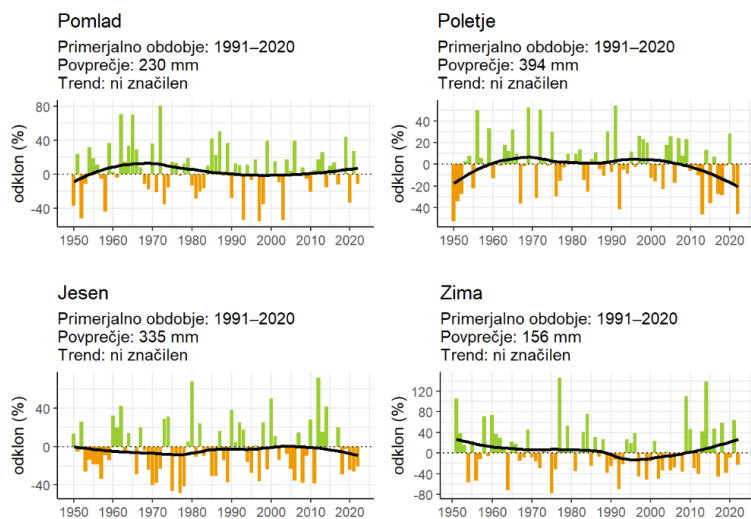 Pomlad
Primerjalno obdobje: 1991–2020
Povprečje: 230 mm
Trend: ni značilen
odklon (%)
80
40
0
-40
1950 1960 1970 1980 1990 2000 2010 2020
Poletje
Primerjalno obdobje: 1991–2020
Povprečje: 394 mm
Trend: ni značilen
odklon (%)
40
20
0
-20
-40
1950 1960 1970 1980 1990 2000 2010 2020
Jesen
Primerjalno obdobje: 1991–2020
Povprečje: 335 mm
Trend: ni značilen
odklon (%)
40
0
-40
1950 1960 1970 1980 1990 2000 2010 2020
Zima
Primerjalno obdobje: 1991–2020
Povprečje: 156 mm
Trend: ni značilen
odklon (%)
120
80
40
0
-40
-80
1950 1960 1970 1980 1990 2000 2010 2020